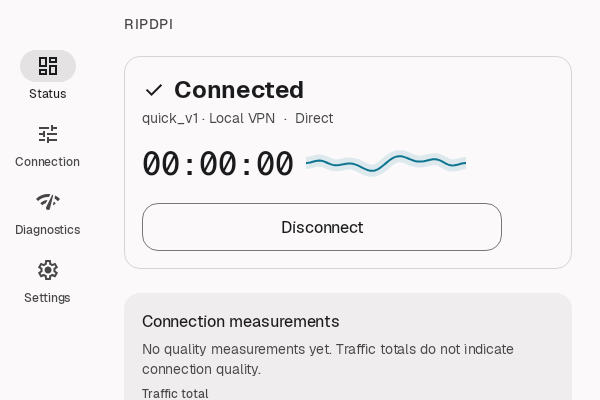 RIPDPI
Status
Connection
Diagnostics
Settings
Connected
quick_v1 · Local VPN · Direct
00:00:00
Disconnect
Connection measurements
No quality measurements yet. Traffic totals do not indicate
connection quality.
Traffic total